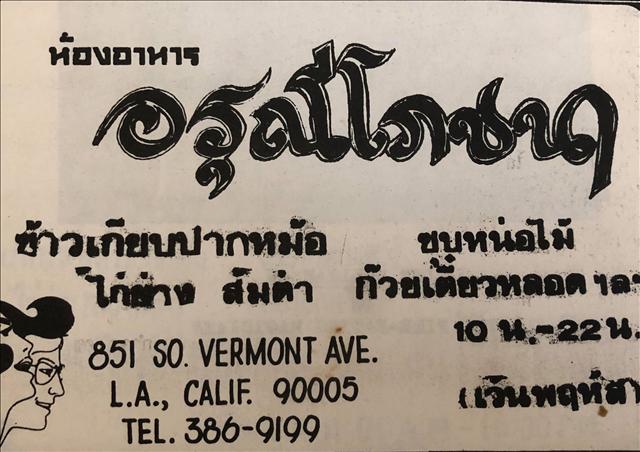 ห้องอาหาร
อรุณีโภชนา
ข้าวเกียบปากหม้อ ซุบหน่อไม้
ไก่ย่าง ส้มตำ ก๊วยเตี๋ยวหลอด ฯลฯ
10 น.-22 น.
851 SO. VERMONT AVE.
L.A., CALIF. 90005
TEL. 386-9199